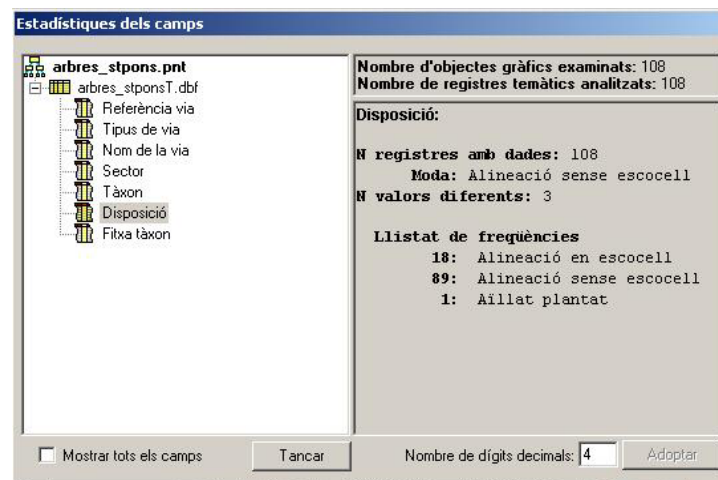 Estadístiques dels camps
arbres_stpons.pnt
arbres_stponsT.dbf
Referència via
Tipus de via
Nom de la via
Sector
Tàxon
Disposició
Fitxa tàxon
Nombre d'objectes gràfics examinats: 108
Nombre de registres temàtics analitzats: 108
Disposició:
N registres amb dades: 108
Moda: Alineació sense escocell
N valors diferents: 3
Llistat de freqüències
18: Alineació en escocell
89: Alineació sense escocell
1: Aïllat plantat
Mostrar tots els camps
Tancar
Nombre de dígits decimals: 4
Adoptar